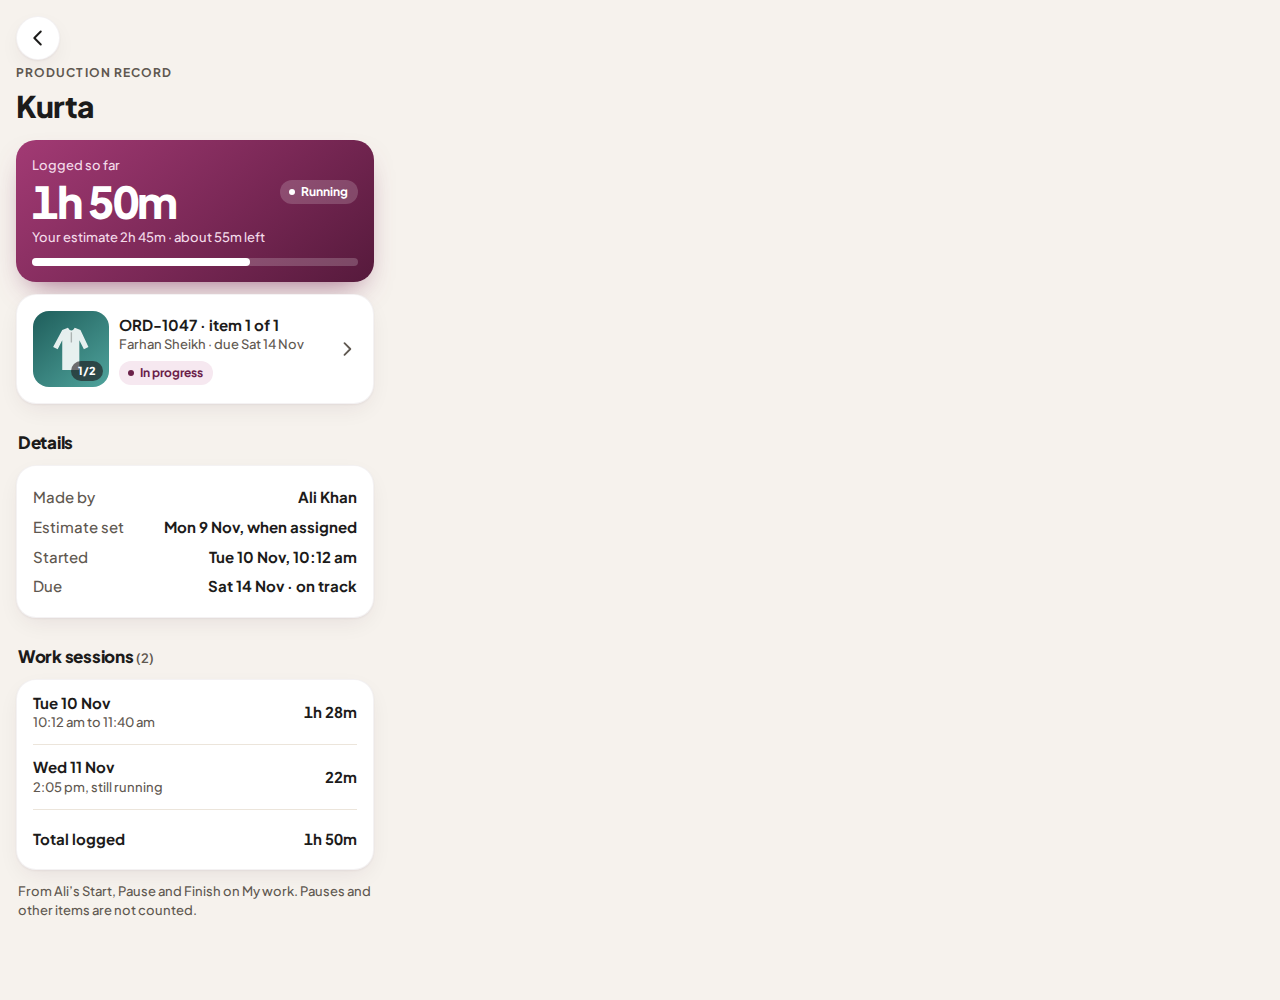 PRODUCTION RECORD
Kurta
Logged so far
1h 50m
Running
Your estimate 2h 45m · about 55m left
ORD-1047 · item 1 of 1
Farhan Sheikh · due Sat 14 Nov
1/2
In progress
Details
Made by Ali Khan
Estimate set Mon 9 Nov, when assigned
Started Tue 10 Nov, 10:12 am
Due Sat 14 Nov · on track
Work sessions (2)
Tue 10 Nov
10:12 am to 11:40 am
1h 28m
Wed 11 Nov
2:05 pm, still running
22m
Total logged 1h 50m
From Ali's Start, Pause and Finish on My work. Pauses and
other items are not counted.